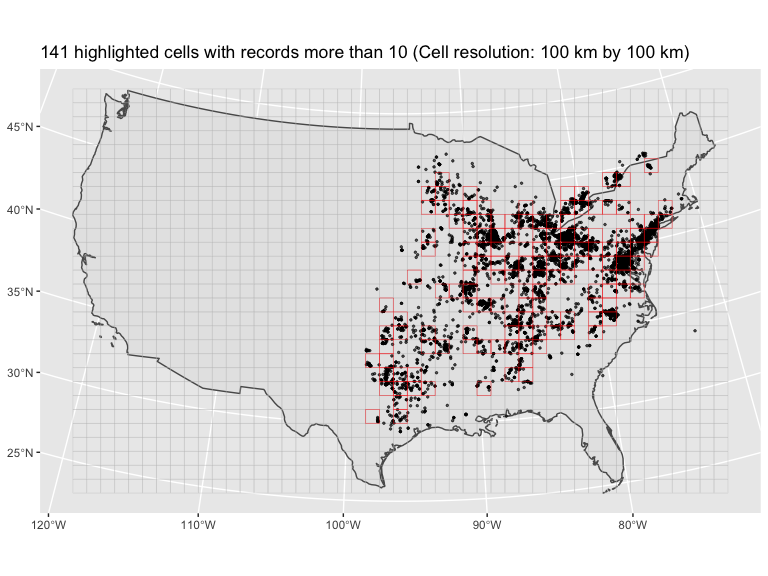 141 highlighted cells with records more than 10 (Cell resolution: 100 km by 100 km)
45°N
40°N
35°N
30°N
25°N
120°W 110°W 100°W 90°W 80°W